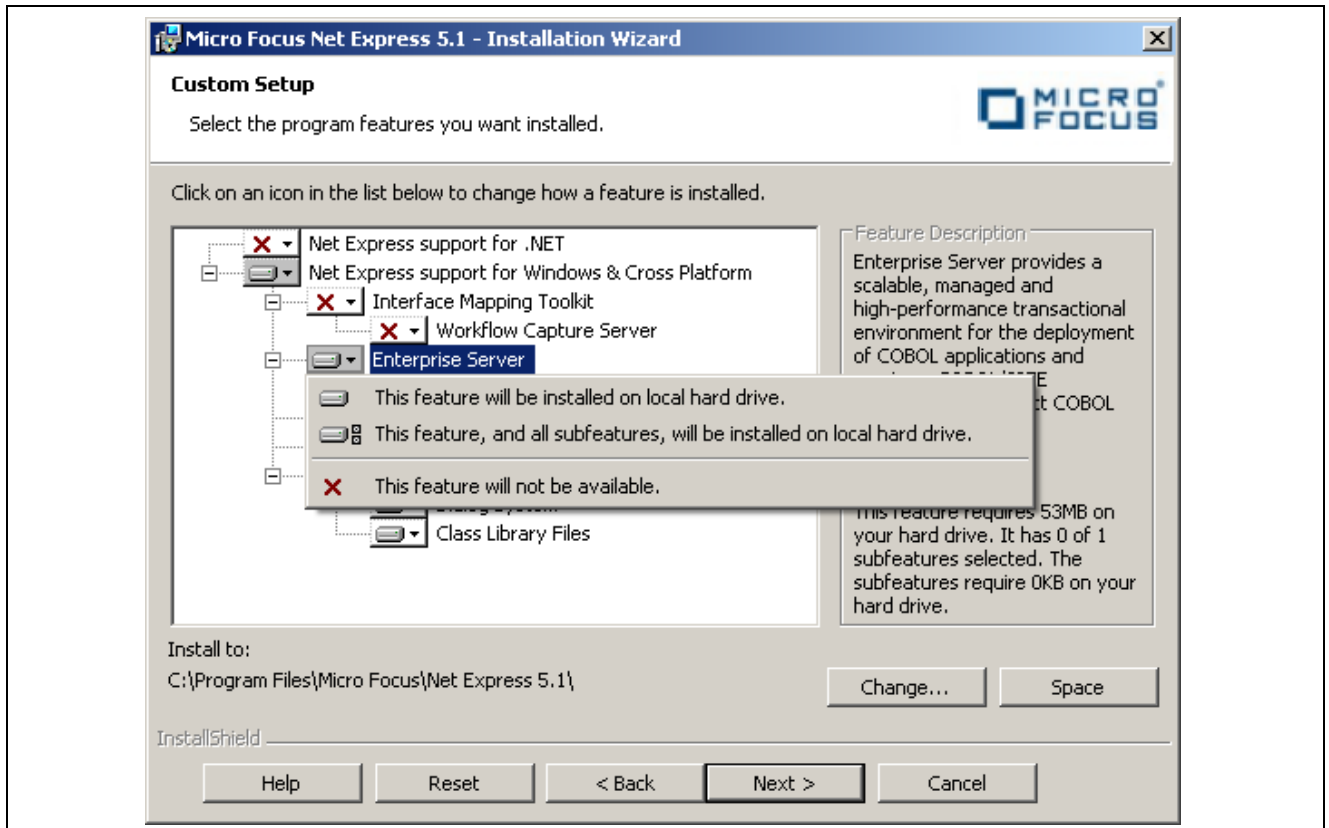 Micro Focus Net Express 5.1 - Installation Wizard
Custom Setup
Select the program features you want installed.
MICRO
FOCUS
Click on an icon in the list below to change how a feature is installed.
Net Express support for .NET
Net Express support for Windows & Cross Platform
Interface Mapping Toolkit
Workflow Capture Server
Enterprise Server
This feature will be installed on local hard drive.
This feature, and all subfeatures, will be installed on local hard drive.
This feature will not be available.
Class Library Files
Feature Description
Enterprise Server provides a
scalable, managed and
high-performance transactional
environment for the deployment
of COBOL applications and
COBOL
This feature requires 53MB on
your hard drive. It has 0 of 1
subfeatures selected. The
subfeatures require 0KB on your
hard drive.
Install to:
C:\Program Files\Micro Focus\Net Express 5.1\
Change...
Space
InstallShield
Help
Reset
< Back
Next >
Cancel